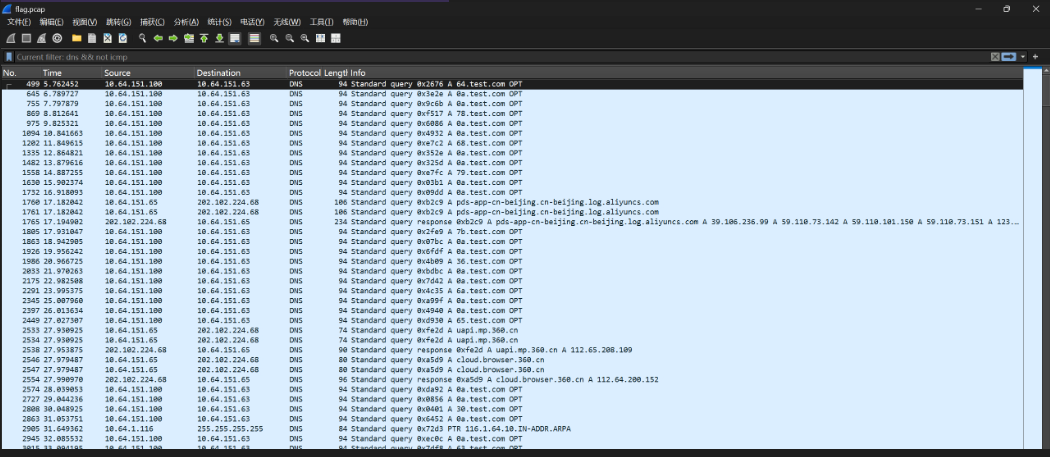 flag.pcap
文件(F) 编辑(E) 视图(V) 跳转(G) 捕获(C) 分析(A) 统计(S) 电话(Y) 无线(W) 工具(T) 帮助(H)
Current filter: dns && not icmp
No. Time Source Destination Protocol Length Info
499 5.762452 10.64.151.100 10.64.151.63 DNS 94 Standard query 0x2676 A 64.test.com OPT
645 6.789727 10.64.151.100 10.64.151.63 DNS 94 Standard query 0x3e2e A 0a.test.com OPT
755 7.797879 10.64.151.100 10.64.151.63 DNS 94 Standard query 0x9c6b A 0a.test.com OPT
869 8.812641 10.64.151.100 10.64.151.63 DNS 94 Standard query 0xf517 A 78.test.com OPT
975 9.825321 10.64.151.100 10.64.151.63 DNS 94 Standard query 0x6086 A 0a.test.com OPT
1094 10.841663 10.64.151.100 10.64.151.63 DNS 94 Standard query 0x4932 A 0a.test.com OPT
1202 11.849615 10.64.151.100 10.64.151.63 DNS 94 Standard query 0xe7c2 A 68.test.com OPT
1335 12.864821 10.64.151.100 10.64.151.63 DNS 94 Standard query 0x352e A 0a.test.com OPT
1482 13.879616 10.64.151.100 10.64.151.63 DNS 94 Standard query 0x325d A 0a.test.com OPT
1558 14.887255 10.64.151.100 10.64.151.63 DNS 94 Standard query 0xe7fc A 79.test.com OPT
1630 15.902374 10.64.151.100 10.64.151.63 DNS 94 Standard query 0x03b1 A 0a.test.com OPT
1732 16.918093 10.64.151.100 10.64.151.63 DNS 94 Standard query 0x09dd A 0a.test.com OPT
1760 17.182042 10.64.151.65 202.102.224.68 DNS 106 Standard query 0xb2c9 A pds-app-cn-beijing.cn-beijing.log.aliyuncs.com
1761 17.182042 10.64.151.65 202.102.224.68 DNS 106 Standard query 0xb2c9 A pds-app-cn-beijing.cn-beijing.log.aliyuncs.com
1765 17.194902 202.102.224.68 10.64.151.65 DNS 234 Standard query response 0xb2c9 A pds-app-cn-beijing.cn-beijing.log.aliyuncs.com A 39.106.236.99 A 59.110.73.142 A 59.110.101.150 A 59.110.73.151 A 123...
1805 17.931047 10.64.151.100 10.64.151.63 DNS 94 Standard query 0x2fe9 A 7b.test.com OPT
1863 18.942905 10.64.151.100 10.64.151.63 DNS 94 Standard query 0x07bc A 0a.test.com OPT
1926 19.956242 10.64.151.100 10.64.151.63 DNS 94 Standard query 0x6fdf A 0a.test.com OPT
1986 20.966725 10.64.151.100 10.64.151.63 DNS 94 Standard query 0x4b09 A 36.test.com OPT
2033 21.970263 10.64.151.100 10.64.151.63 DNS 94 Standard query 0xbdbc A 0a.test.com OPT
2175 22.982508 10.64.151.100 10.64.151.63 DNS 94 Standard query 0x7d42 A 0a.test.com OPT
2291 23.995375 10.64.151.100 10.64.151.63 DNS 94 Standard query 0x4c35 A 6a.test.com OPT
2345 25.007960 10.64.151.100 10.64.151.63 DNS 94 Standard query 0xa99f A 0a.test.com OPT
2397 26.013634 10.64.151.100 10.64.151.63 DNS 94 Standard query 0x4940 A 0a.test.com OPT
2449 27.027307 10.64.151.100 10.64.151.63 DNS 94 Standard query 0xd930 A 65.test.com OPT
2533 27.930925 10.64.151.65 202.102.224.68 DNS 74 Standard query 0xfe2d A uapi.mp.360.cn
2534 27.930925 10.64.151.65 202.102.224.68 DNS 74 Standard query 0xfe2d A uapi.mp.360.cn
2538 27.953875 202.102.224.68 10.64.151.65 DNS 90 Standard query response 0xfe2d A uapi.mp.360.cn A 112.65.208.109
2546 27.979487 10.64.151.65 202.102.224.68 DNS 80 Standard query 0xa5d9 A cloud.browser.360.cn
2547 27.979487 10.64.151.65 202.102.224.68 DNS 80 Standard query 0xa5d9 A cloud.browser.360.cn
2554 27.990970 202.102.224.68 10.64.151.65 DNS 96 Standard query response 0xa5d9 A cloud.browser.360.cn A 112.64.200.152
2574 28.039053 10.64.151.100 10.64.151.63 DNS 94 Standard query 0xda92 A 0a.test.com OPT
2727 29.044236 10.64.151.100 10.64.151.63 DNS 94 Standard query 0x0856 A 0a.test.com OPT
2808 30.048925 10.64.151.100 10.64.151.63 DNS 94 Standard query 0x0401 A 30.test.com OPT
2863 31.053751 10.64.151.100 10.64.151.63 DNS 94 Standard query 0x6452 A 0a.test.com OPT
2905 31.649362 10.64.1.116 255.255.255.255 DNS 84 Standard query 0x72d3 PTR 116.1.64.10.IN-ADDR.ARPA
2945 32.085532 10.64.151.100 10.64.151.63 DNS 94 Standard query 0xec0c A 0a.test.com OPT